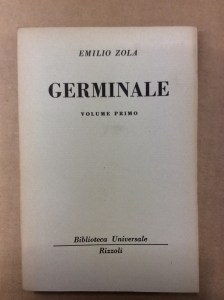 EMILIO ZOLA
GERMINALE
VOLUME PRIMO
Biblioteca Universale
Rizzoli